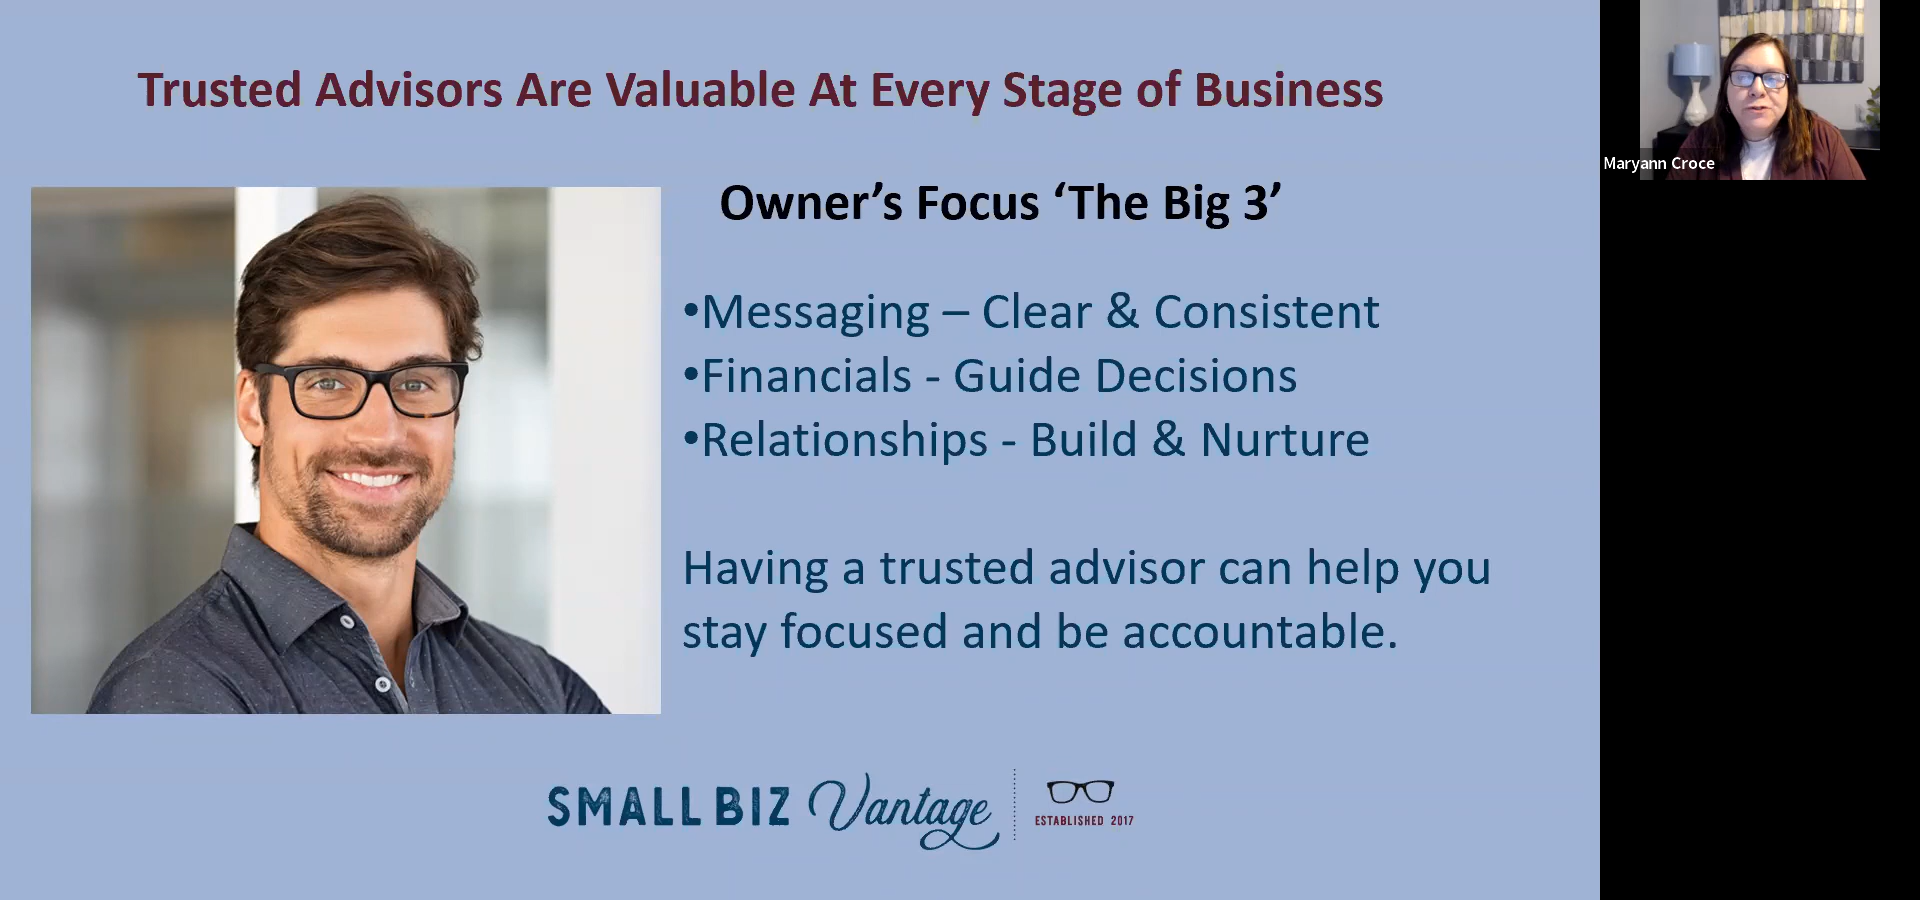 Trusted Advisors Are Valuable At Every Stage of Business
Owner’s Focus ‘The Big 3’
•Messaging – Clear & Consistent
•Financials - Guide Decisions
•Relationships - Build & Nurture
Having a trusted advisor can help you
stay focused and be accountable.
SMALL BIZ Vantage
ESTABLISHED 2017
Maryann Croce